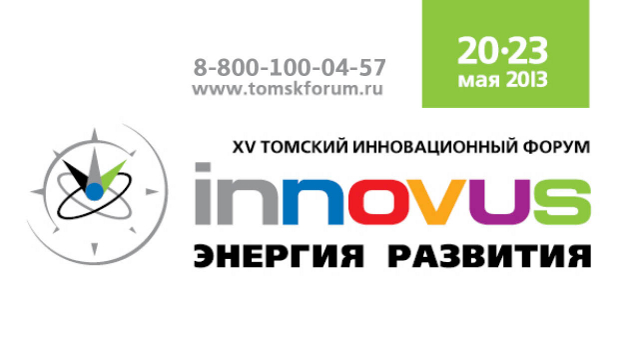 20·23
мая 2013
8-800-100-04-57
www.tomskforum.ru
XV ТОМСКИЙ ИННОВАЦИОННЫЙ ФОРУМ
innovus
ЭНЕРГИЯ РАЗВИТИЯ